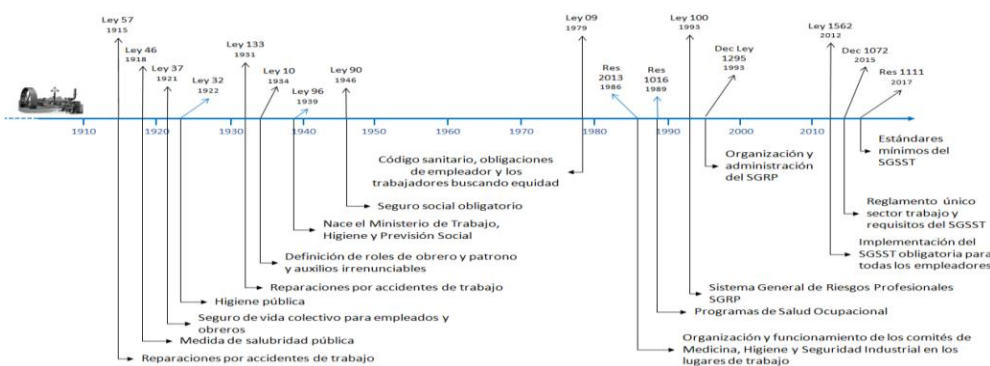 Ley 57
1915
Ley 46
1918
Ley 37
1921
Ley 32
1922
Ley 133
1931
Ley 10
1934
Ley 96
1939
Ley 90
1946
Ley 09
1979
Res
2013
1986
Res
1016
1989
Ley 100
1993
Dec Ley
1295
1993
Ley 1562
2012
Dec 1072
2015
Res 1111
2017
1910
1920
1930
1940
1950
1960
1970
1980
1990
2000
2010
Código sanitario, obligaciones
de empleador y los
trabajadores buscando equidad
Seguro social obligatorio
Nace el Ministerio de Trabajo,
Higiene y Previsión Social
Definición de roles de obrero y patrono
y auxilios irrenunciables
Reparaciones por accidentes de trabajo
Higiene pública
Seguro de vida colectivo para empleados y
obreros
Medida de salubridad pública
Reparaciones por accidentes de trabajo
Organización y
administración
del SGRP
Estándares
mínimos del
SGSST
Reglamento único
sector trabajo y
requisitos del SGSST
Implementación del
SGSST obligatoria para
todas los empleadores
Sistema General de Riesgos Profesionales
SGRP
Programas de Salud Ocupacional
Organización y funcionamiento de los comités de
Medicina, Higiene y Seguridad Industrial en los
lugares de trabajo